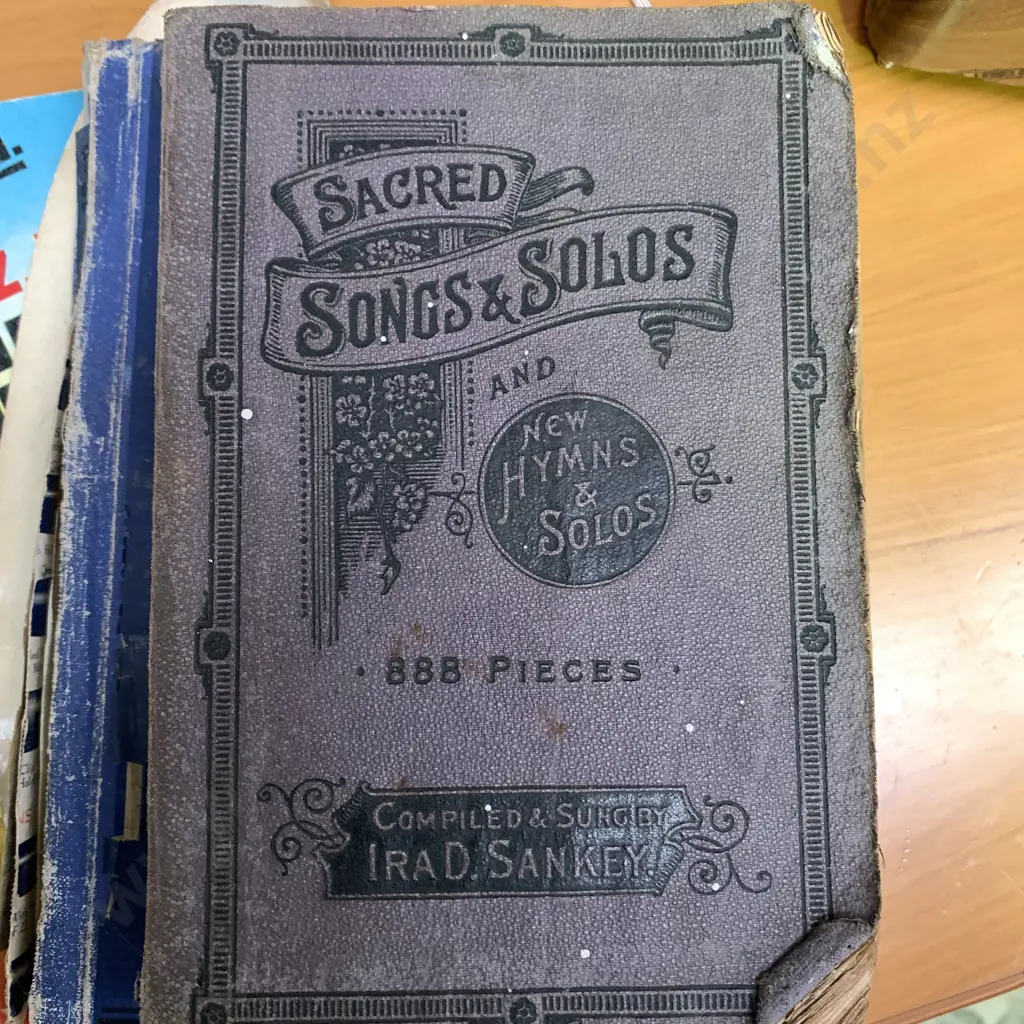 SACRED
SONGS & SOLOS
AND
NEW
HYMNS
&
SOLOS
· 888 PIECES ·
COMPILED & SUNG BY
IRA D. SANKEY.